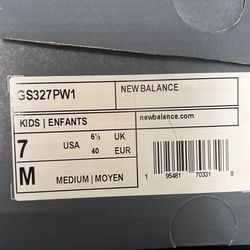 GS327PW1 NEW BALANCE
KIDS | ENFANTS newbalance.com
7 USA 6½ UK
40 EUR
M MEDIUM | MOYEN
1 95481 70331 8